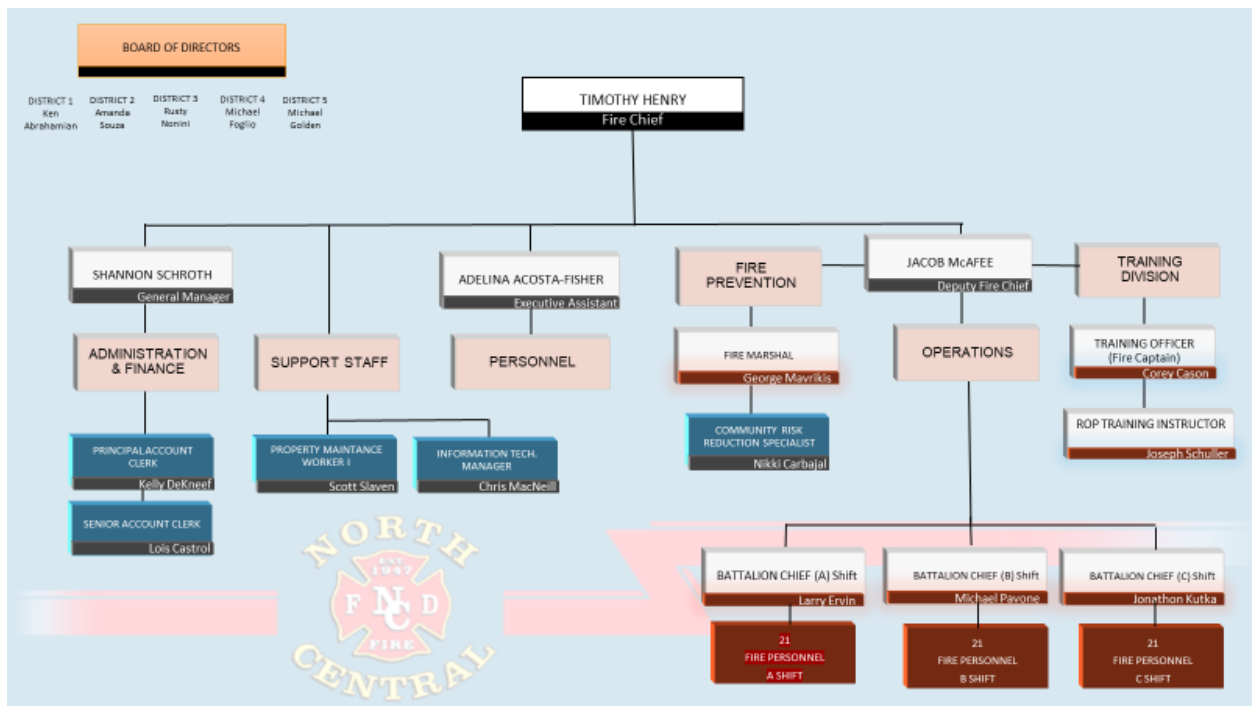 BOARD OF DIRECTORS
DISTRICT 1
Ken
Abrahamian
DISTRICT 2
Amanda
Souza
DISTRICT 3
Rusty
Nonini
DISTRICT 4
Michael
Foglio
DISTRICT 5
Michael
Golden
TIMOTHY HENRY
Fire Chief
SHANNON SCHROTH
General Manager
ADMINISTRATION
& FINANCE
PRINCIPAL ACCOUNT
CLERK
Kelly DeKneef
SENIOR ACCOUNT CLERK
Lois Castrol
SUPPORT STAFF
PROPERTY MAINTANCE
WORKER I
Scott Slaven
INFORMATION TECH.
MANAGER
Chris MacNeill
ADELINA ACOSTA-FISHER
Executive Assistant
PERSONNEL
JACOB McAFEE
Deputy Fire Chief
FIRE
PREVENTION
FIRE MARSHAL
George Mavrikis
COMMUNITY RISK
REDUCTION SPECIALIST
Nikki Carbajal
OPERATIONS
TRAINING
DIVISION
TRAINING OFFICER
(Fire Captain)
Corey Cason
ROP TRAINING INSTRUCTOR
Joseph Schuller
BATTALION CHIEF (A) Shift
Larry Ervin
21
FIRE PERSONNEL
A SHIFT
BATTALION CHIEF (B) Shift
Michael Pavone
21
FIRE PERSONNEL
B SHIFT
BATTALION CHIEF (C) Shift
Jonathon Kutka
21
FIRE PERSONNEL
C SHIFT
NORTH
EST.
1947
F NC D
FIRE
CENTRAL